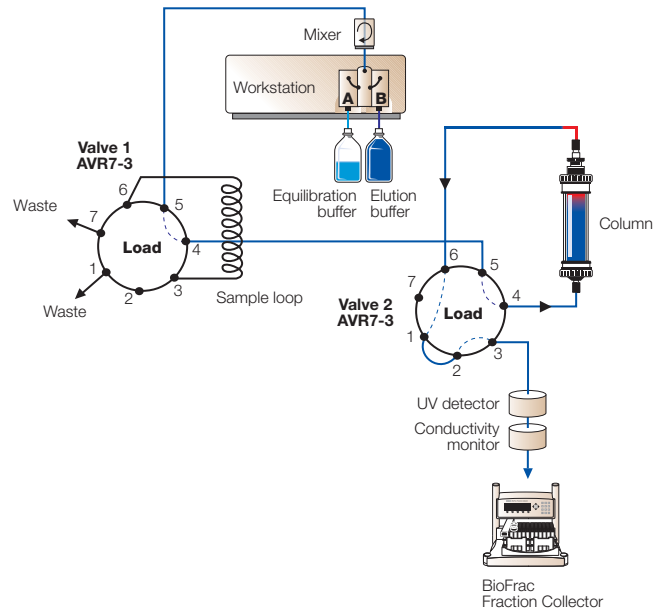 Mixer
Workstation
A
B
Valve 1
AVR7-3
Equilibration
buffer
Elution
buffer
6
5
7
4
1
3
2
Load
Waste
Waste
Sample loop
Column
Valve 2
AVR7-3
6
5
7
4
1
3
2
Load
UV detector
Conductivity
monitor
BioFrac
Fraction Collector